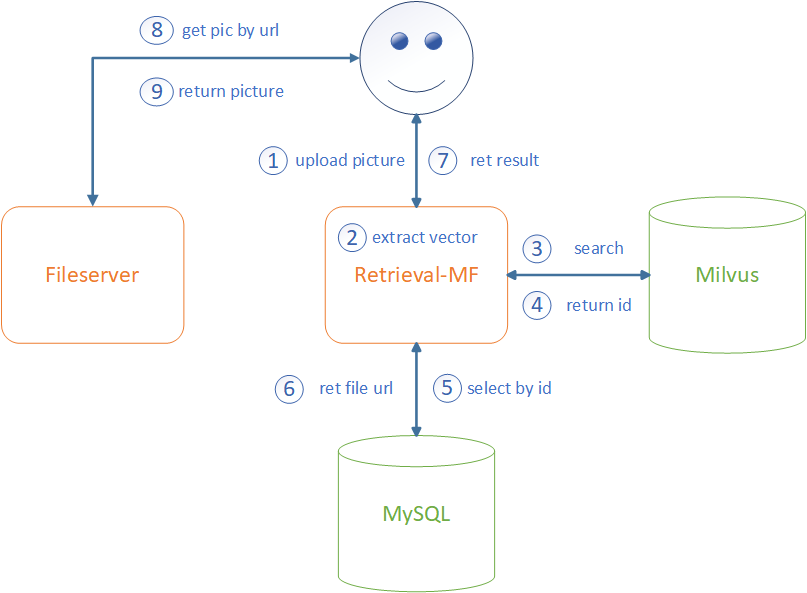 8 get pic by url
9 return picture
1 upload picture
7 ret result
2 extract vector
3 search
Fileserver
Retrieval-MF
Milvus
4 return id
6 ret file url
5 select by id
MySQL